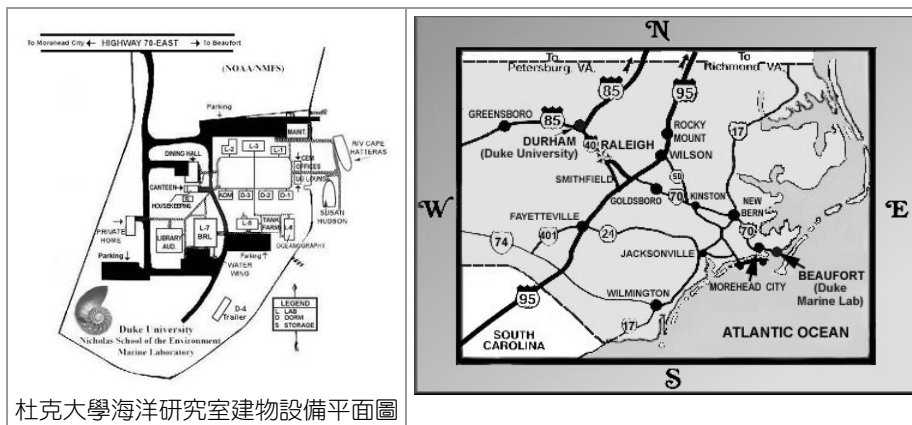 To Morehead City ← HIGHWAY 70-EAST → To Beaufort
(NOAA/NMFS)
Parking
MAINT.
R/V CAPE
HATTERAS
L-2
L-3
L-1
DINING HALL
CEM
OFFICES
UG LOUNGE
CANTEEN
ADM
D-3
D-2
D-1
HOUSEKEEPING
SUSAN
HUDSON
PRIVATE
HOME
LIBRARY
AUD.
L-7
BRL
TANK
FARM
OCEANOGRAPHY
Parking
Parking
WATER
WING
D-4
Trailer
LEGEND
L LAB
D DORM
S STORAGE
Duke University
Nicholas School of the Environment
Marine Laboratory
杜克大學海洋研究室建物設備平面圖
N
To
Petersburg, VA.
To
Richmond, VA.
85
95
GREENSBORO
85
17
DURHAM
(Duke University)
40
RALEIGH
ROCKY
MOUNT
WILSON
SMITHFIELD
50
GOLDSBORO
70
KINSTON
NEW
BERN
W
E
FAYETTEVILLE
70
74
401
24
JACKSONVILLE
MOREHEAD CITY
BEAUFORT
(Duke
Marine Lab)
95
WILMINGTON
17
SOUTH
CAROLINA
ATLANTIC OCEAN
S